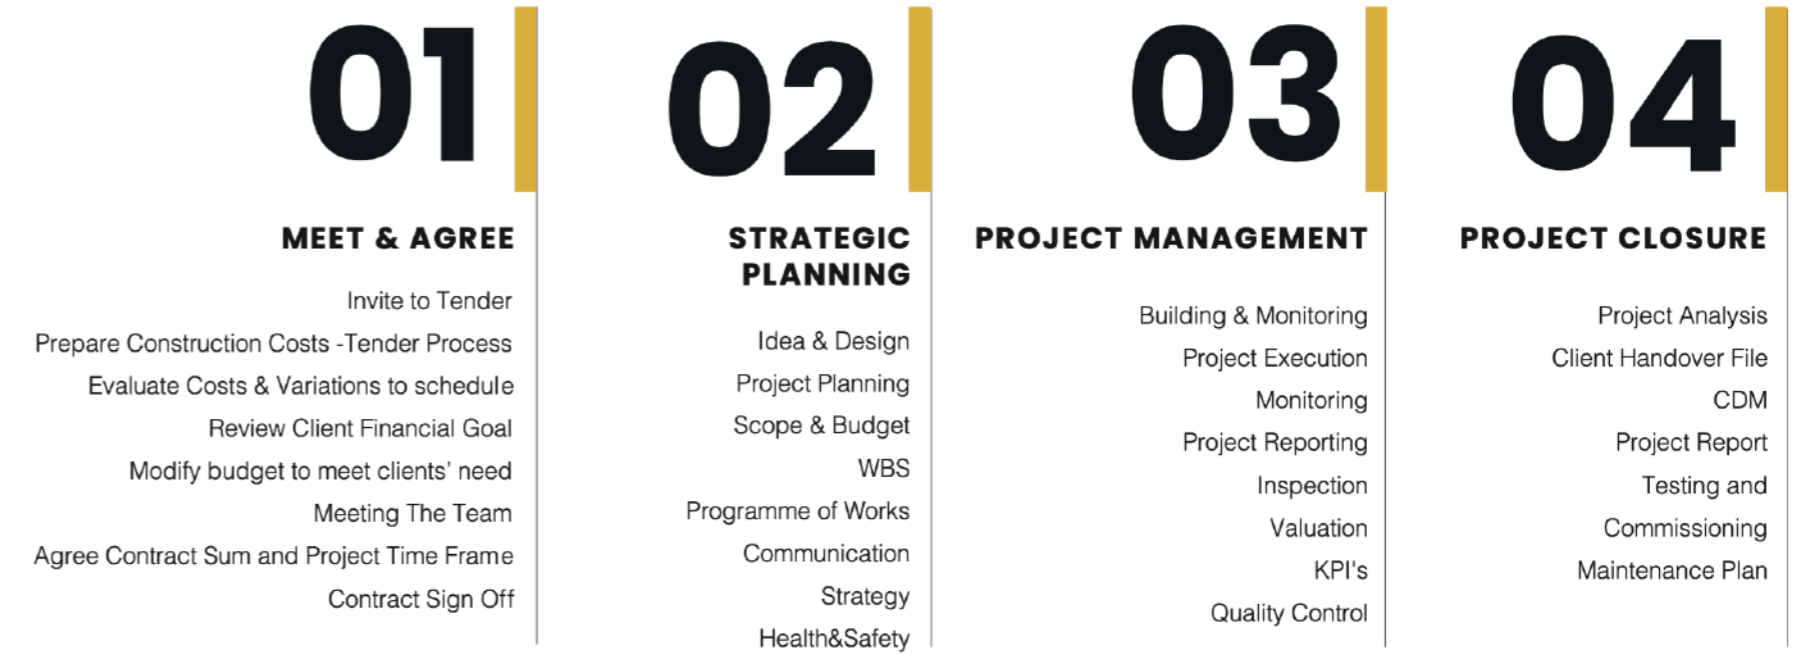 01
MEET & AGREE
Invite to Tender
Prepare Construction Costs -Tender Process
Evaluate Costs & Variations to schedule
Review Client Financial Goal
Modify budget to meet clients' need
Meeting The Team
Agree Contract Sum and Project Time Frame
Contract Sign Off
02
STRATEGIC
PLANNING
Idea & Design
Project Planning
Scope & Budget
WBS
Programme of Works
Communication
Strategy
Health&Safety
03
PROJECT MANAGEMENT
Building & Monitoring
Project Execution
Monitoring
Project Reporting
Inspection
Valuation
KPI's
Quality Control
04
PROJECT CLOSURE
Project Analysis
Client Handover File
CDM
Project Report
Testing and
Commissioning
Maintenance Plan